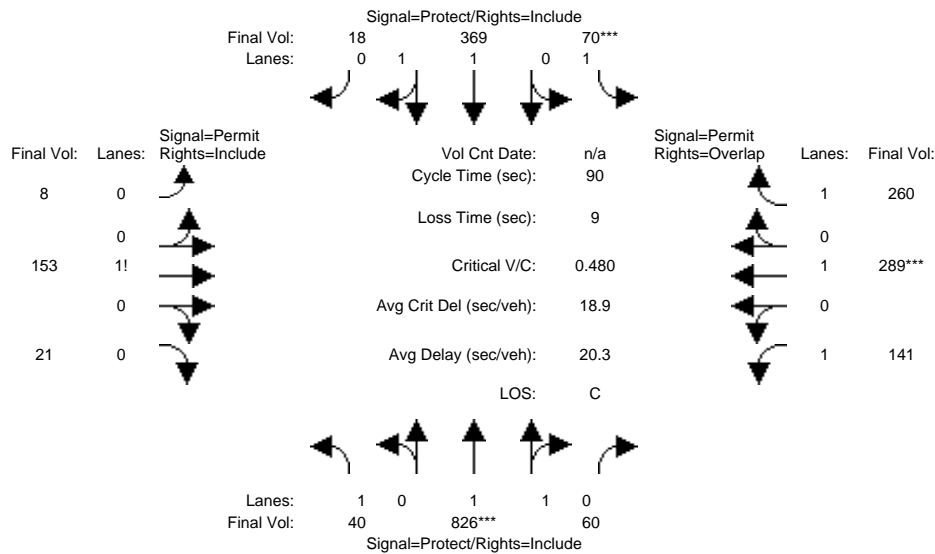 Signal=Protect/Rights=Include
Final Vol: 18 369 70***
Lanes: 0 1 1 0 1
Signal=Permit
Final Vol: Lanes: Rights=Include
Vol Cnt Date: n/a
Signal=Permit
Rights=Overlap Lanes: Final Vol:
Cycle Time (sec): 90
8 0
1 260
Loss Time (sec): 9
0
0
153 1!
Critical V/C: 0.480
1 289***
0
Avg Crit Del (sec/veh): 18.9
0
21 0
Avg Delay (sec/veh): 20.3
1 141
LOS: C
Lanes: 1 0 1 1 0
Final Vol: 40 826*** 60
Signal=Protect/Rights=Include